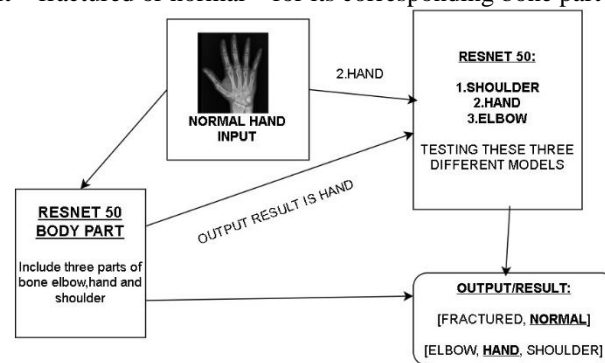 t – fractured or normal – for its corresponding bone part
NORMAL HAND
INPUT
2.HAND
RESNET 50:
1.SHOULDER
2.HAND
3.ELBOW
TESTING THESE THREE
DIFFERENT MODELS
RESNET 50
BODY PART
Include three parts of
bone elbow,hand and
shoulder
OUTPUT RESULT IS HAND
OUTPUT/RESULT:
[FRACTURED, NORMAL]
[ELBOW, HAND, SHOULDER]